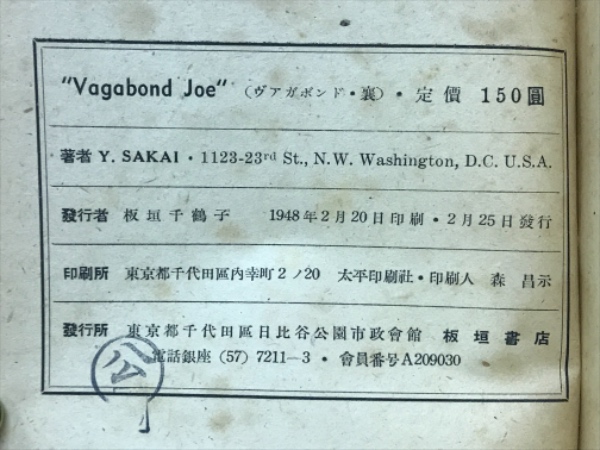 "Vagabond Joe" (ヴアガボンド・襄)・定價 150圓
著者 Y. SAKAI・1123-23rd St., N.W. Washington, D.C. U.S.A.
發行者 板垣千鶴子 1948年2月20日印刷・2月25日發行
印刷所 東京都千代田區内幸町2ノ20 太平印刷社・印刷人 森 昌示
發行所 東京都千代田區日比谷公園市政會館 板垣書店
電話銀座 (57) 7211-3・會員番号A209030
公